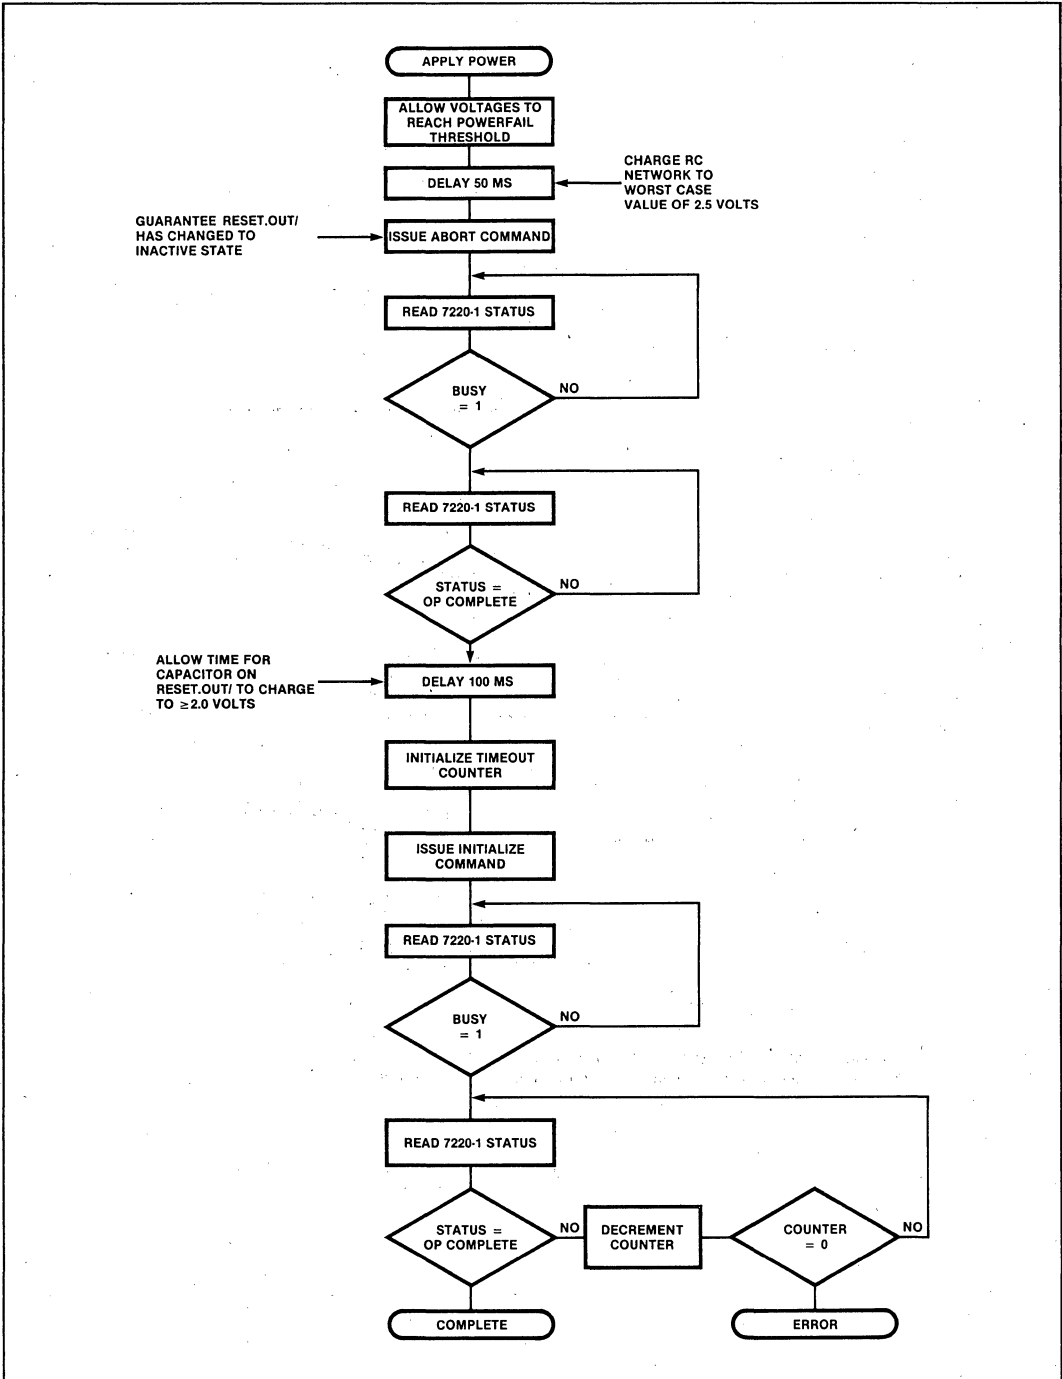 APPLY POWER
ALLOW VOLTAGES TO
REACH POWERFAIL
THRESHOLD
DELAY 50 MS
CHARGE RC
NETWORK TO
WORST CASE
VALUE OF 2.5 VOLTS
GUARANTEE RESET.OUT/
HAS CHANGED TO
INACTIVE STATE
ISSUE ABORT COMMAND
READ 7220-1 STATUS
BUSY
= 1
NO
READ 7220-1 STATUS
STATUS =
OP COMPLETE
NO
ALLOW TIME FOR
CAPACITOR ON
RESET.OUT/ TO CHARGE
TO ≥2.0 VOLTS
DELAY 100 MS
INITIALIZE TIMEOUT
COUNTER
ISSUE INITIALIZE
COMMAND
READ 7220-1 STATUS
BUSY
= 1
NO
READ 7220-1 STATUS
STATUS =
OP COMPLETE
NO
DECREMENT
COUNTER
COUNTER
= 0
NO
COMPLETE
ERROR